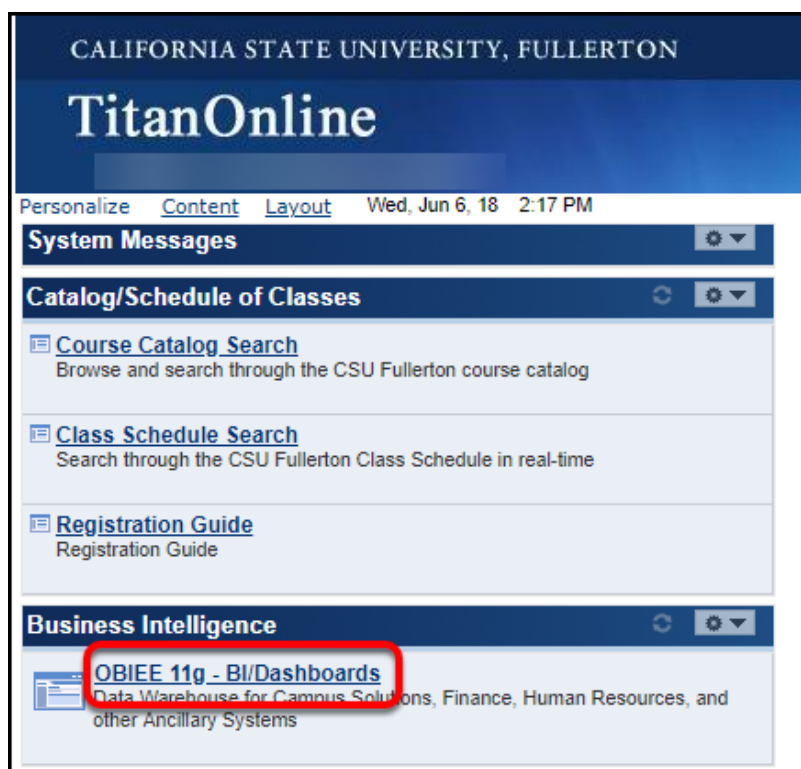 CALIFORNIA STATE UNIVERSITY, FULLERTON
TitanOnline
Personalize Content Layout Wed, Jun 6, 18 2:17 PM
System Messages
Catalog/Schedule of Classes
Course Catalog Search
Browse and search through the CSU Fullerton course catalog
Class Schedule Search
Search through the CSU Fullerton Class Schedule in real-time
Registration Guide
Registration Guide
Business Intelligence
OBIEE 11g - BI/Dashboards
Data Warehouse for Campus Solutions, Finance, Human Resources, and
other Ancillary Systems